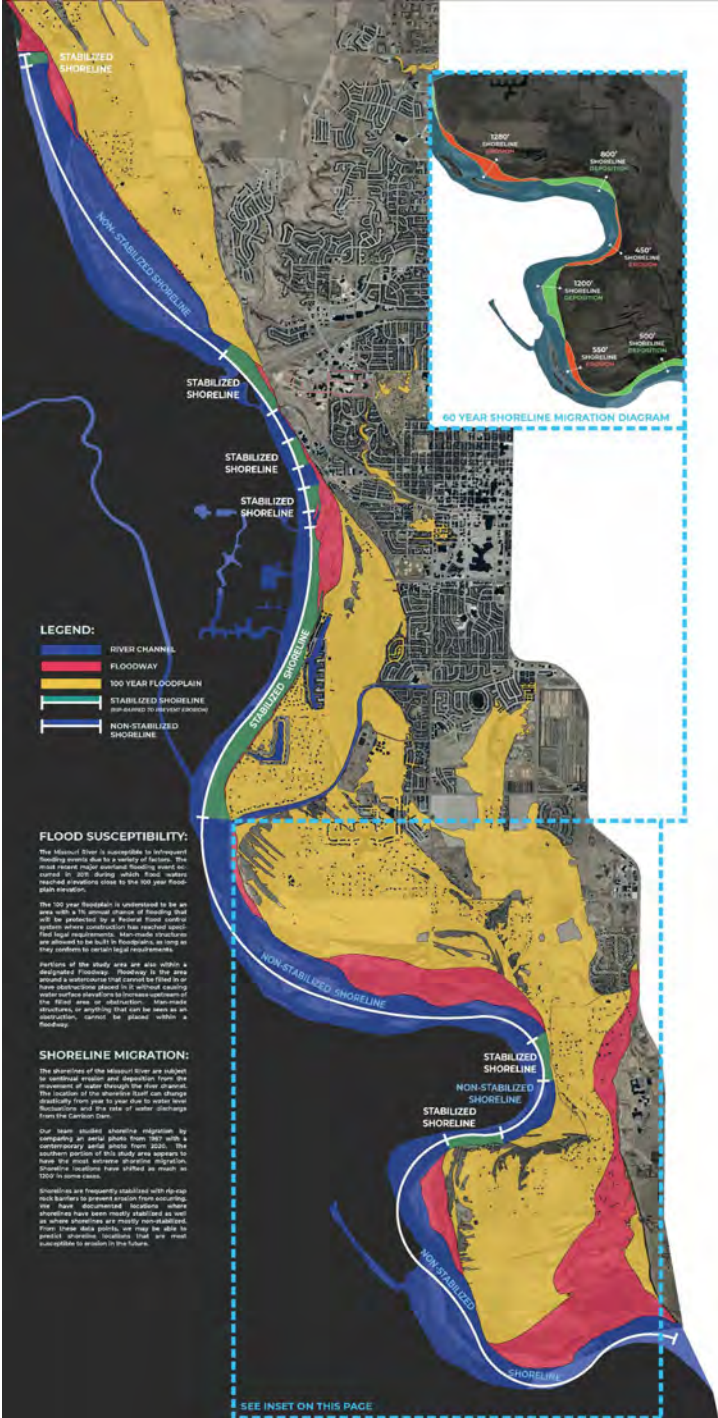 STABILIZED
SHORELINE
NON-STABILIZED SHORELINE
1280'
SHORELINE
EROSION
800'
SHORELINE
DEPOSITION
450'
SHORELINE
EROSION
1200'
SHORELINE
DEPOSITION
550'
SHORELINE
EROSION
SHORELINE
DEPOSITION
60 YEAR SHORELINE MIGRATION DIAGRAM
STABILIZED
SHORELINE
STABILIZED
SHORELINE
STABILIZED
SHORELINE
STABILIZED SHORELINE
LEGEND:
RIVER CHANNEL
FLOODWAY
100 YEAR FLOODPLAIN
STABILIZED SHORELINE
(RIP-RAPPED TO PREVENT EROSION)
NON-STABILIZED
SHORELINE
FLOOD SUSCEPTIBILITY:
The Missouri River is susceptible to infrequent
flooding events due to a variety of factors. The
most recent major overland flooding event oc-
curred in 2011 during which flood waters
reached elevations close to the 100 year flood-
plain elevation.
The 100 year floodplain is understood to be an
area with a 1% annual chance of flooding that
will be protected by a Federal flood control
system where construction has reached speci-
fied legal requirements. Man-made structures
are allowed to be built in floodplains, as long as
they conform to certain legal requirements.
Portions of the study area are also within a
designated Floodway. Floodway is the area
around a watercourse that cannot be filled in or
have obstructions placed in it without causing
water surface elevations to increase upstream of
the filled area or obstruction. Man-made
structures, or anything that can be seen as an
obstruction, cannot be placed within a
floodway.
SHORELINE MIGRATION:
The shorelines of the Missouri River are subject
to continual erosion and deposition from the
movement of water through the river channel.
The location of the shoreline itself can change
drastically from year to year due to water level
fluctuations and the rate of water discharge
from the Garrison Dam.
Our team studied shoreline migration by
comparing an aerial photo from 1957 with a
contemporary aerial photo from 2020. The
southern portion of this study area appears to
have the most extreme shoreline migration.
Shoreline locations have shifted as much as
1200' in some cases.
Shorelines are frequently stabilized with rip-rap
rock barriers to prevent erosion from occurring.
We have documented locations where
shorelines have been mostly stabilized as well
as where shorelines are mostly non-stabilized.
From these data points, we may be able to
predict shoreline locations that are most
susceptible to erosion in the future.
NON-STABILIZED SHORELINE
STABILIZED
SHORELINE
NON-STABILIZED
SHORELINE
STABILIZED
SHORELINE
NON-STABILIZED
SHORELINE
SEE INSET ON THIS PAGE